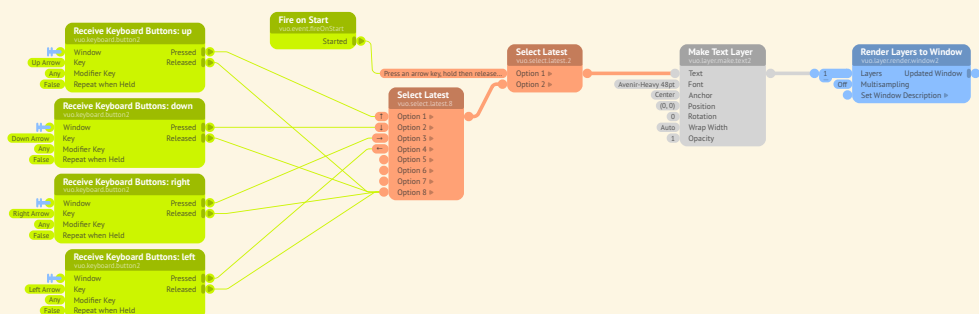 Receive Keyboard Buttons: up
vuo.keyboard.button2
Window Pressed
Up Arrow Key Released
Any Modifier Key
False Repeat when Held
Receive Keyboard Buttons: down
vuo.keyboard.button2
Window Pressed
Down Arrow Key Released
Any Modifier Key
False Repeat when Held
Receive Keyboard Buttons: right
vuo.keyboard.button2
Window Pressed
Right Arrow Key Released
Any Modifier Key
False Repeat when Held
Receive Keyboard Buttons: left
vuo.keyboard.button2
Window Pressed
Left Arrow Key Released
Any Modifier Key
False Repeat when Held
Fire on Start
vuo.event.fireOnStart
Started
Select Latest
vuo.select.latest.8
↑ Option 1
↓ Option 2
→ Option 3
← Option 4
Option 5
Option 6
Option 7
Option 8
Select Latest
vuo.select.latest.2
Press an arrow key, hold then release... Option 1
Option 2
Make Text Layer
vuo.layer.make.text2
Text
Avenir-Heavy 48pt Font
Center Anchor
(0, 0) Position
0 Rotation
Auto Wrap Width
1 Opacity
Render Layers to Window
vuo.layer.render.window2
1 Layers Updated Window
Off Multisampling
Set Window Description